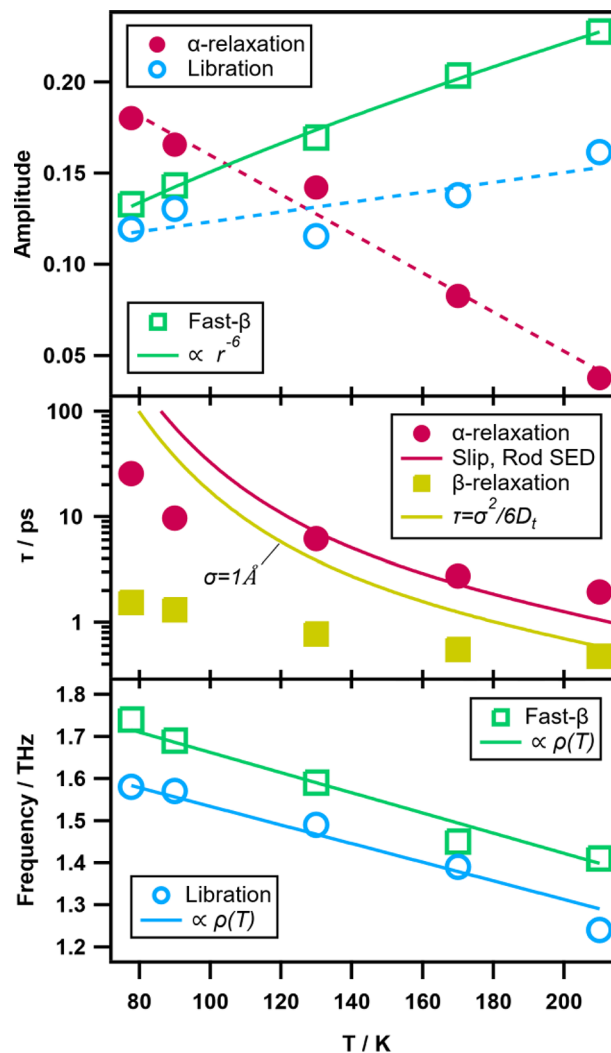 α-relaxation
Libration
0.20
0.15
0.10
0.05
Amplitude
Fast-β
∝ r⁻⁶
100
10
1
τ / ps
α-relaxation
Slip, Rod SED
β-relaxation
τ=σ²/6Dₜ
σ=1Å
1.8
1.7
1.6
1.5
1.4
1.3
1.2
Frequency / THz
Fast-β
∝ ρ(T)
Libration
∝ ρ(T)
80 100 120 140 160 180 200
T / K